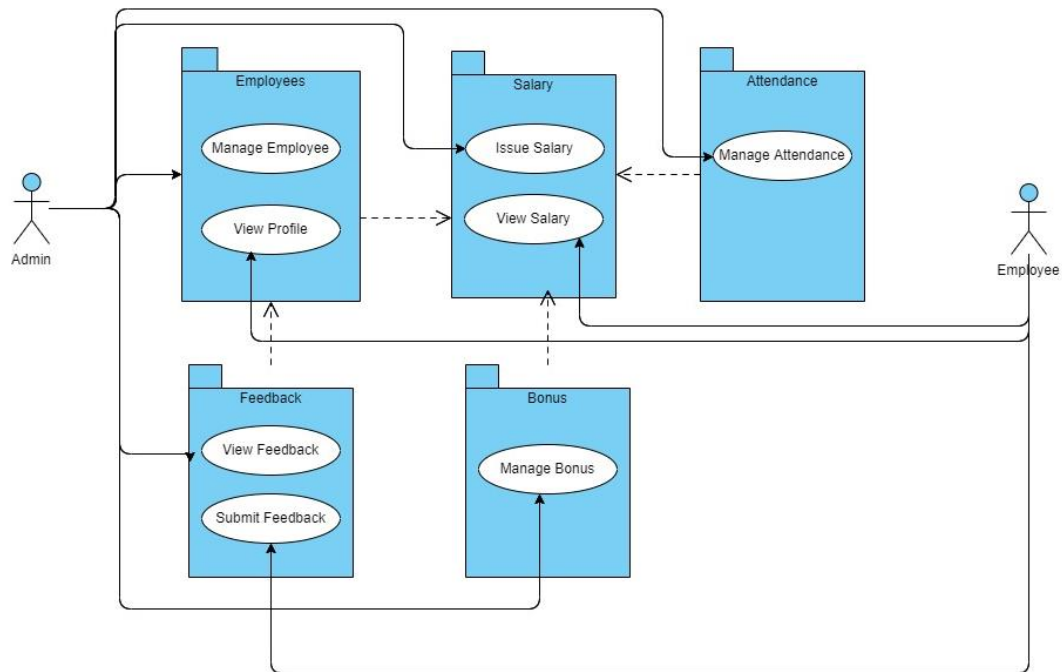 Employees
Salary
Attendance
Manage Employee
Issue Salary
Manage Attendance
View Profile
View Salary
Admin
Employee
Feedback
Bonus
View Feedback
Manage Bonus
Submit Feedback